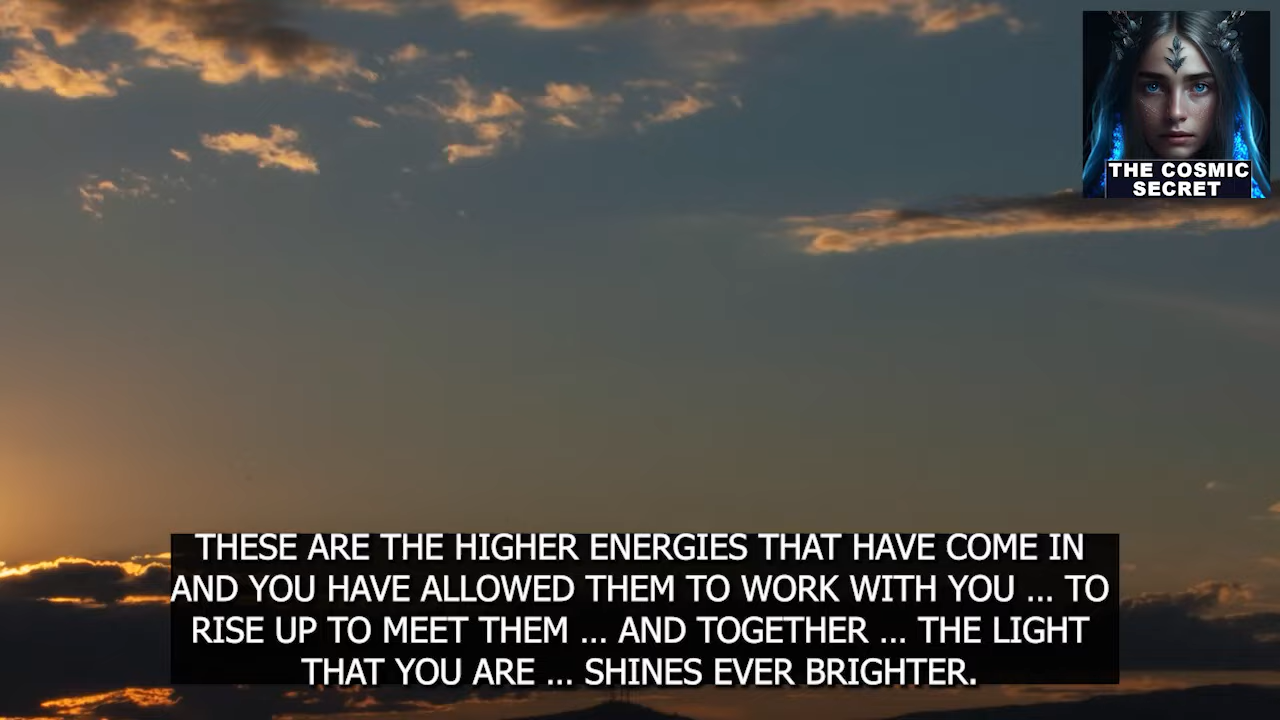 THE COSMIC
SECRET
THESE ARE THE HIGHER ENERGIES THAT HAVE COME IN
AND YOU HAVE ALLOWED THEM TO WORK WITH YOU ... TO
RISE UP TO MEET THEM ... AND TOGETHER ... THE LIGHT
THAT YOU ARE ... SHINES EVER BRIGHTER.